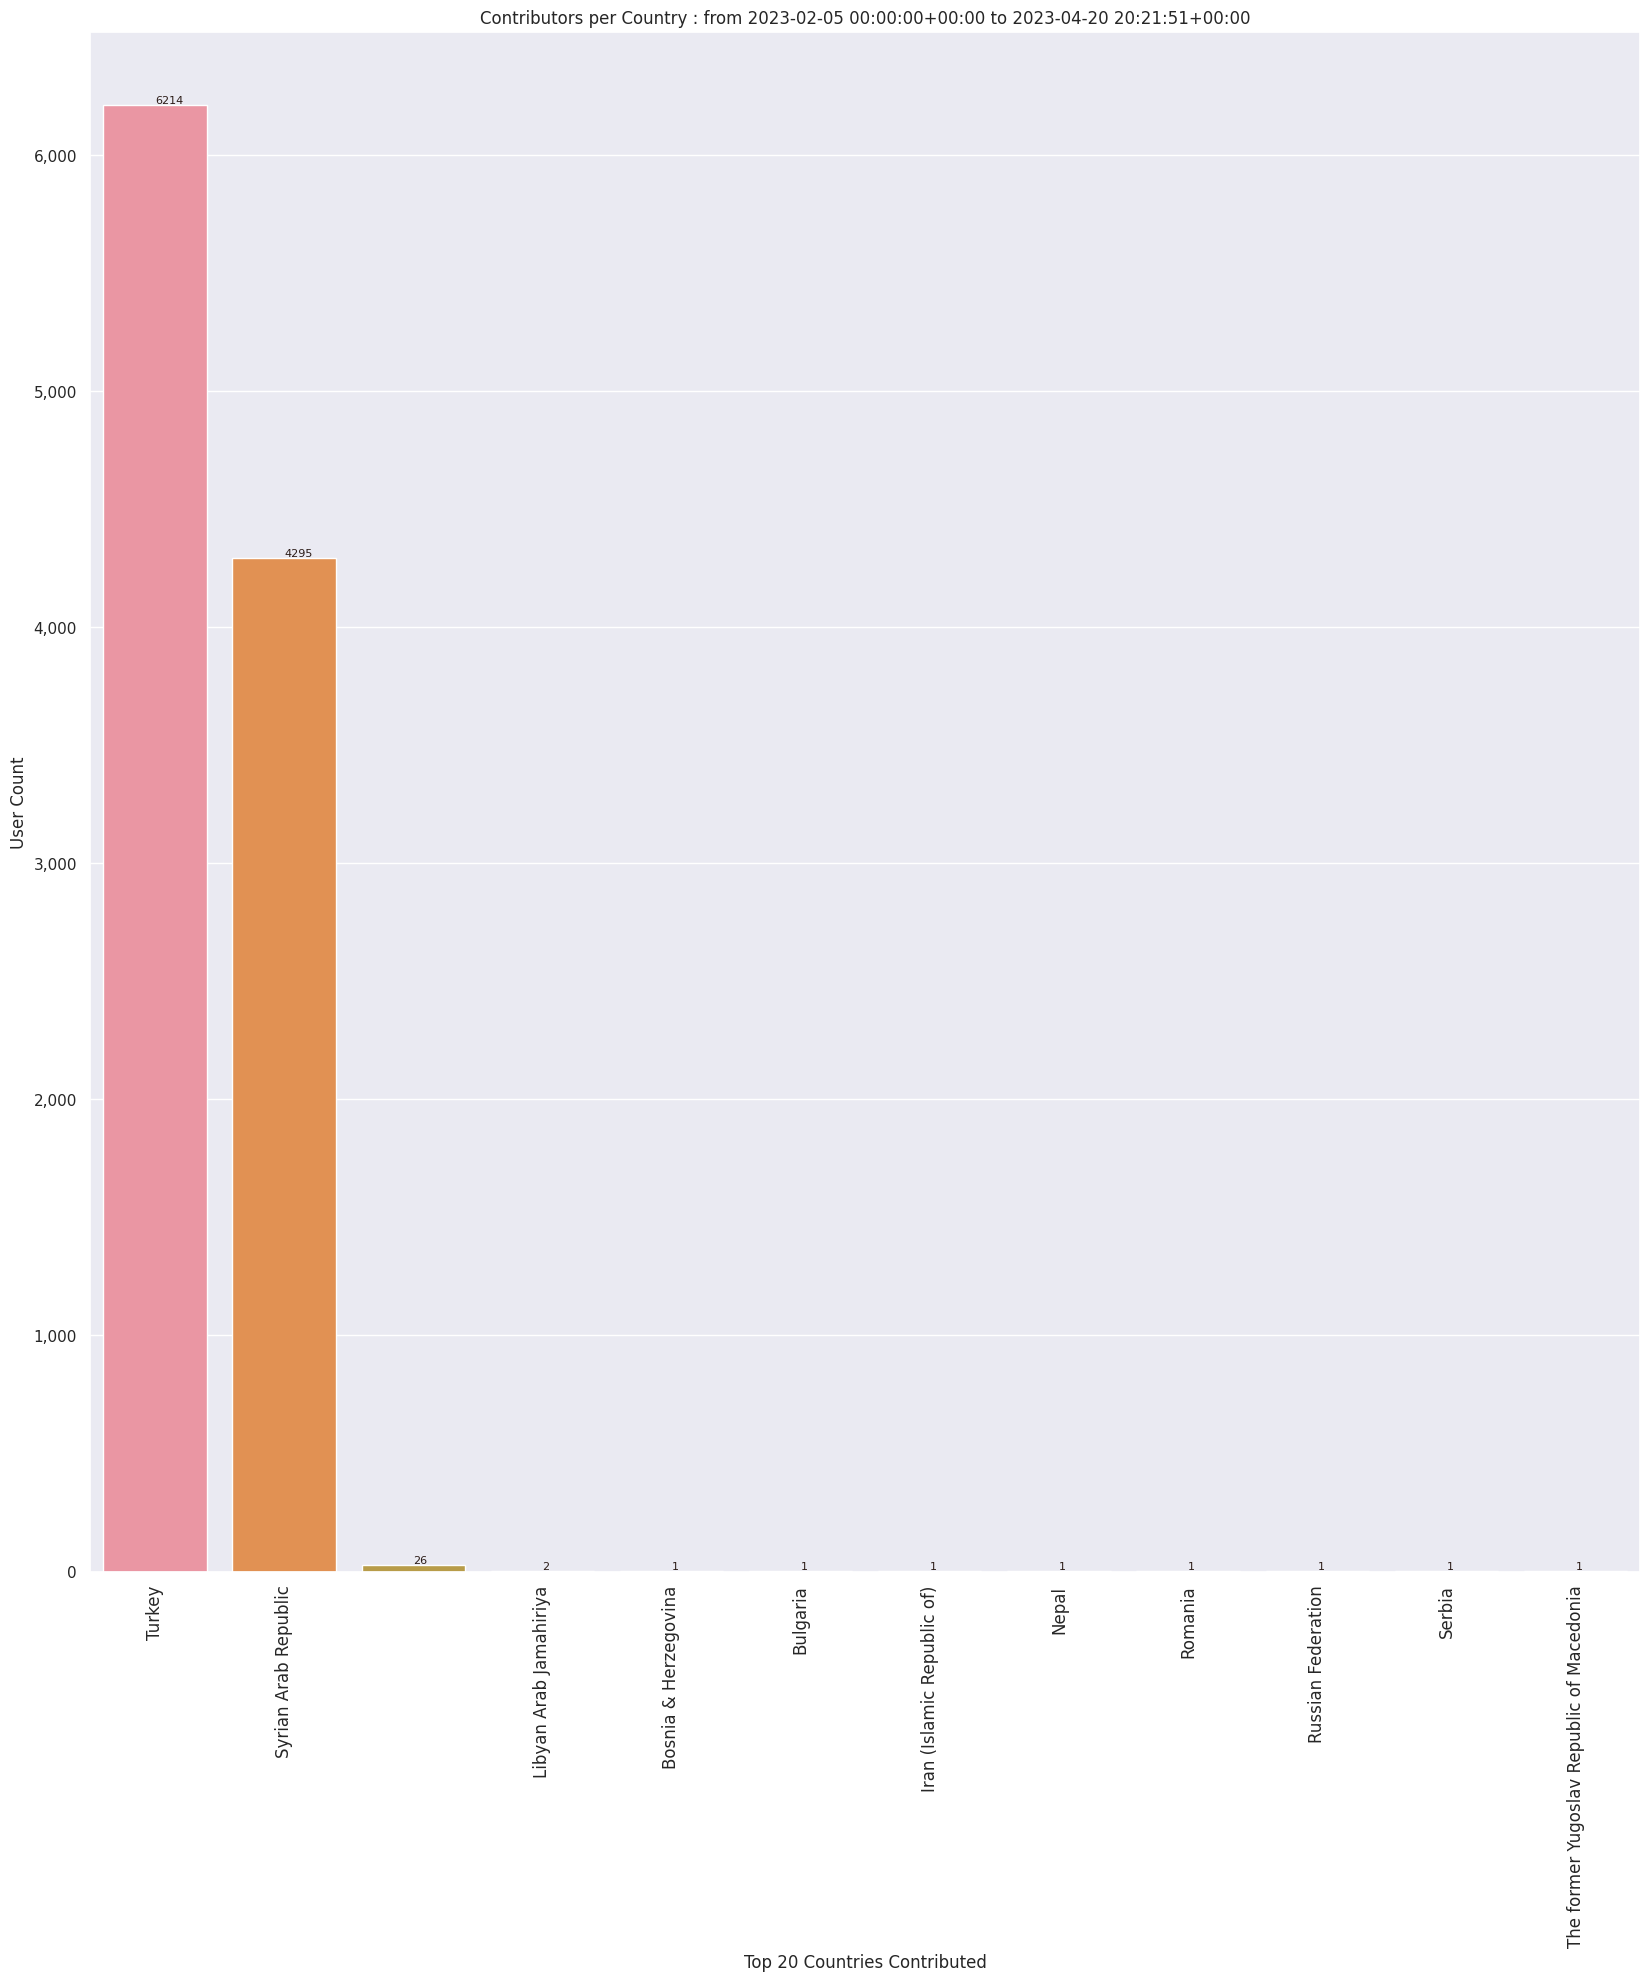 Contributors per Country : from 2023-02-05 00:00:00+00:00 to 2023-04-20 20:21:51+00:00
6214
6,000
5,000
4295
4,000
User Count
3,000
2,000
1,000
26
2
1
1
1
1
1
1
1
1
0
Turkey
Syrian Arab Republic
Libyan Arab Jamahiriya
Bosnia & Herzegovina
Bulgaria
Iran (Islamic Republic of)
Nepal
Romania
Russian Federation
Serbia
The former Yugoslav Republic of Macedonia
Top 20 Countries Contributed